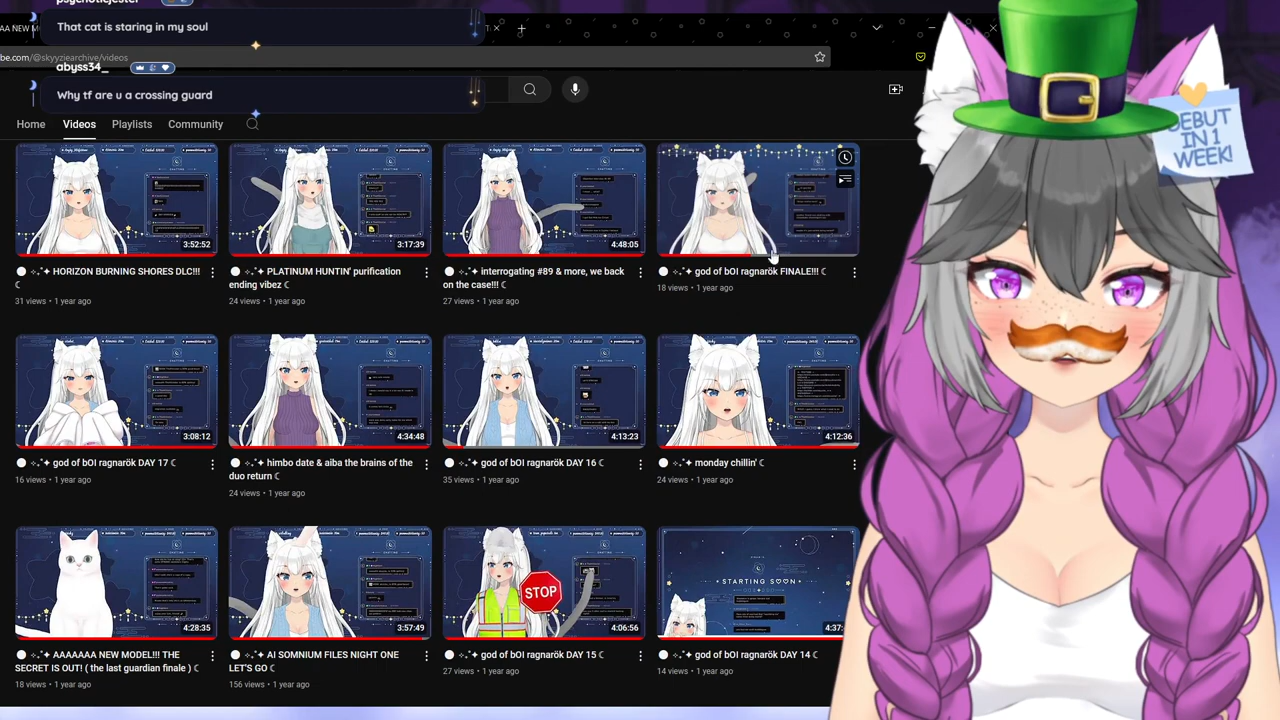 psychoticjester
That cat is staring in my soul
abyss34_
Why tf are u a crossing guard
AA NEW M
be.com/@skyyziearchive/videos
Home
Videos
Playlists
Community
DEBUT
IN 1
WEEK!
3:52:52
3:17:39
4:48:05
HORIZON BURNING SHORES DLC!!!
31 views • 1 year ago
PLATINUM HUNTIN' purification
ending vibez
24 views • 1 year ago
interrogating #89 & more, we back
on the case!!!
27 views • 1 year ago
god of bOI ragnarök FINALE!!!
18 views • 1 year ago
3:08:12
4:34:48
4:13:23
4:12:36
god of bOI ragnarök DAY 17
16 views • 1 year ago
himbo date & aiba the brains of the
duo return
24 views • 1 year ago
god of bOI ragnarök DAY 16
35 views • 1 year ago
monday chillin'
24 views • 1 year ago
STARTING SOON
STOP
4:28:35
3:57:49
4:06:56
4:37:
AAAAAAA NEW MODEL!!! THE
SECRET IS OUT! ( the last guardian finale )
18 views • 1 year ago
AI SOMNIUM FILES NIGHT ONE
LET'S GO
156 views • 1 year ago
god of bOI ragnarök DAY 15
27 views • 1 year ago
god of bOI ragnarök DAY 14
14 views • 1 year ago